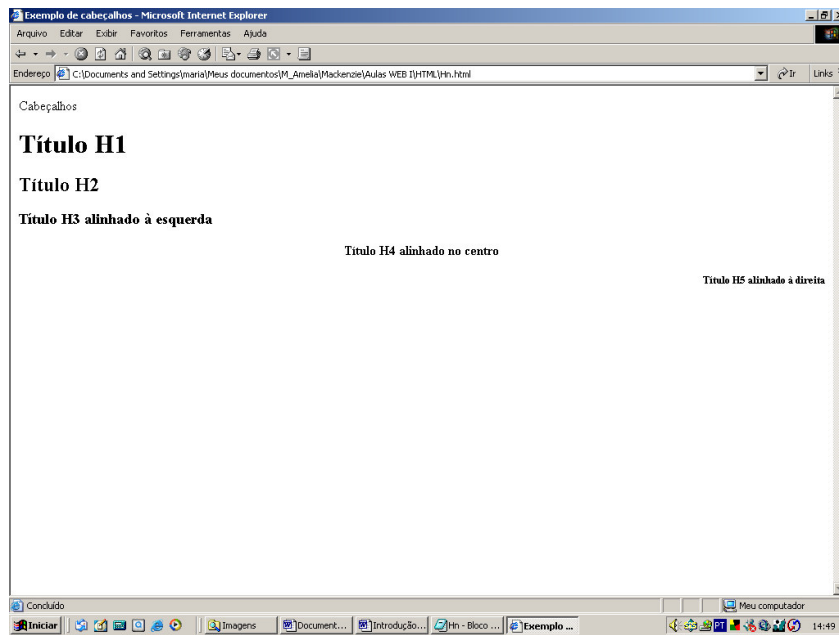 Exemplo de cabeçalhos - Microsoft Internet Explorer
Arquivo Editar Exibir Favoritos Ferramentas Ajuda
Endereço C:\Documents and Settings\maria\Meus documentos\M_Amelia\Mackenzie\Aulas WEB I\HTML\Hn.html Ir Links
Cabeçalhos
Título H1
Título H2
Título H3 alinhado à esquerda
Título H4 alinhado no centro
Título H5 alinhado à direita
Concluído Meu computador
Iniciar Imagens Document... Introdução... Hn - Bloco ... Exemplo ... PT 14:49